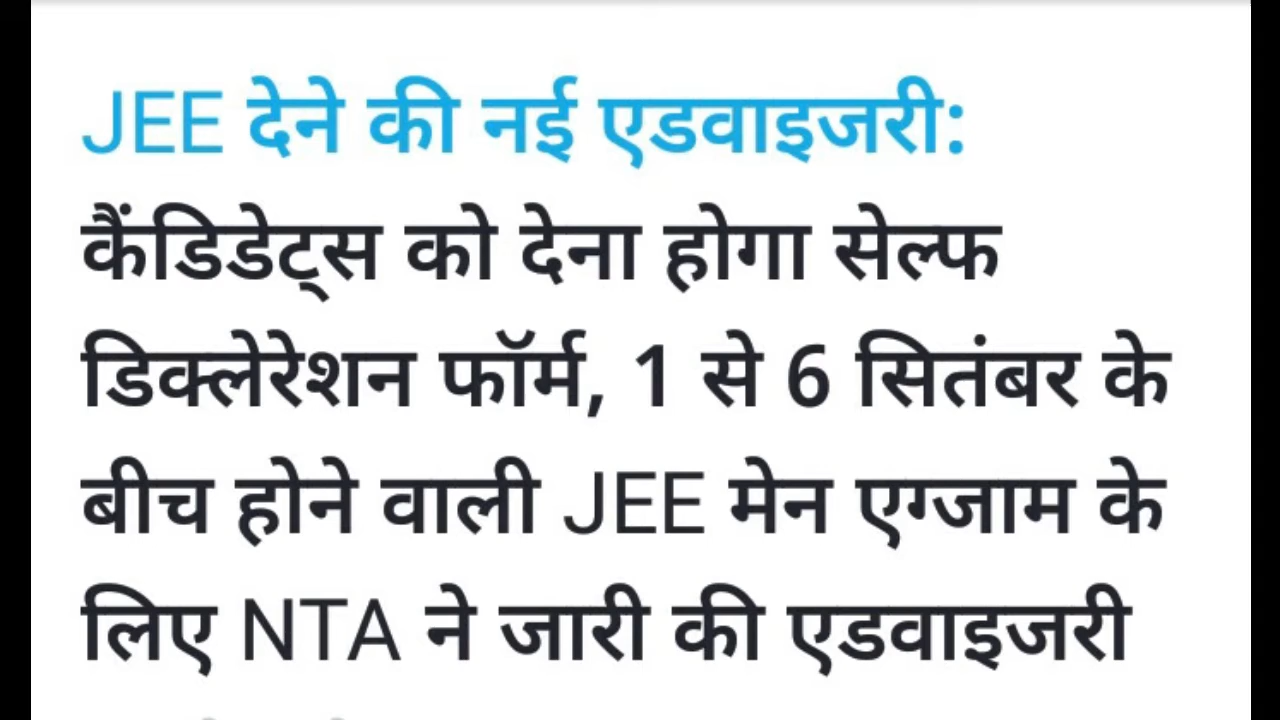 JEE देने की नई एडवाइजरी:
कैंडिडेट्स को देना होगा सेल्फ
डिक्लेरेशन फॉर्म, 1 से 6 सितंबर के
बीच होने वाली JEE मेन एग्जाम के
लिए NTA ने जारी की एडवाइजरी